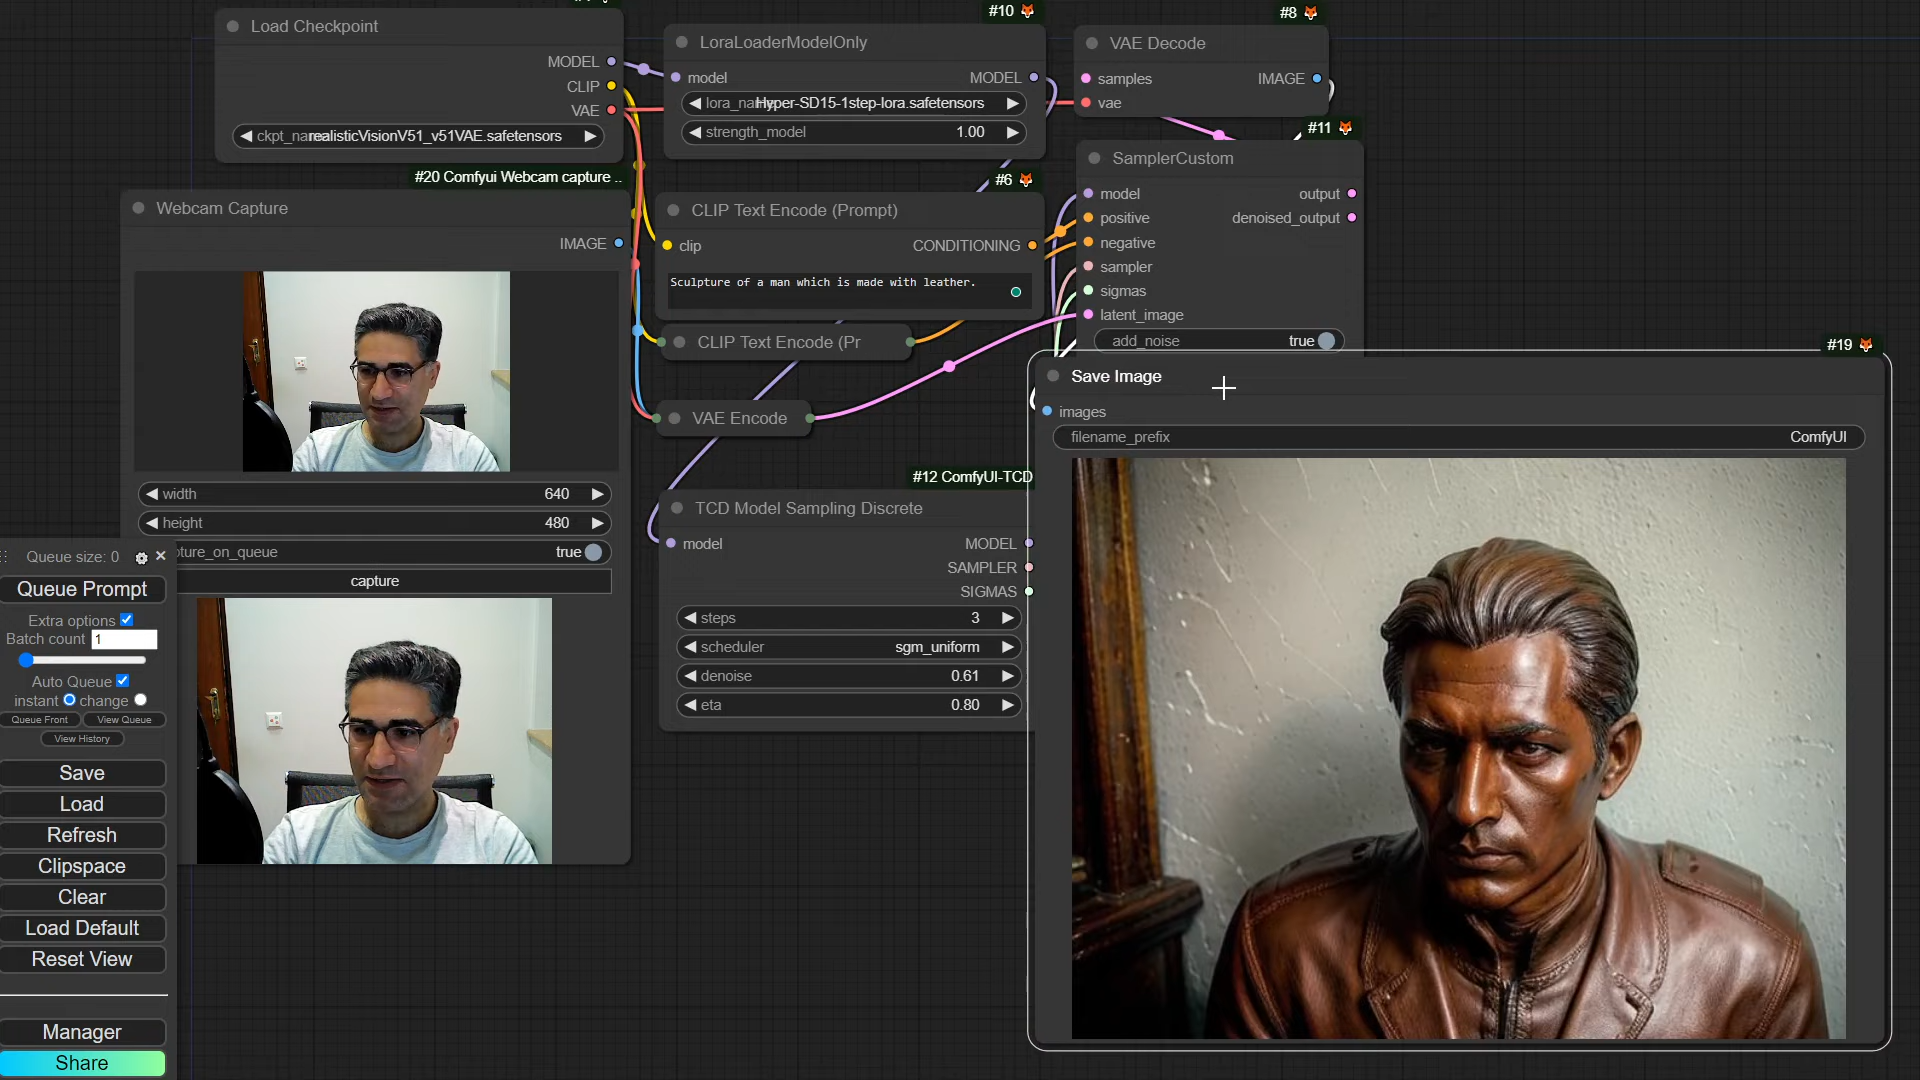 Load Checkpoint
MODEL
CLIP
VAE
ckpt_na
realisticVisionV51_v51VAE.safetensors
#10
LoraLoaderModelOnly
model
MODEL
lora_na
Hyper-SD15-1step-lora.safetensors
strength_model
1.00
#8
VAE Decode
samples
IMAGE
vae
#20 Comfyui Webcam capture ..
Webcam Capture
IMAGE
width
640
height
480
pture_on_queue
true
capture
#6
CLIP Text Encode (Prompt)
clip
CONDITIONING
Sculpture of a man which is made with leather.
CLIP Text Encode (Pr
VAE Encode
#11
SamplerCustom
model
output
positive
denoised_output
negative
sampler
sigmas
latent_image
add_noise
true
#12 ComfyUI-TCD
TCD Model Sampling Discrete
model
MODEL
SAMPLER
SIGMAS
steps
3
scheduler
sgm_uniform
denoise
0.61
eta
0.80
#19
Save Image
images
filename_prefix
ComfyUI
Queue size: 0
Queue Prompt
Extra options
Batch count 1
Auto Queue
instant change
Queue Front
View Queue
View History
Save
Load
Refresh
Clipspace
Clear
Load Default
Reset View
Manager
Share